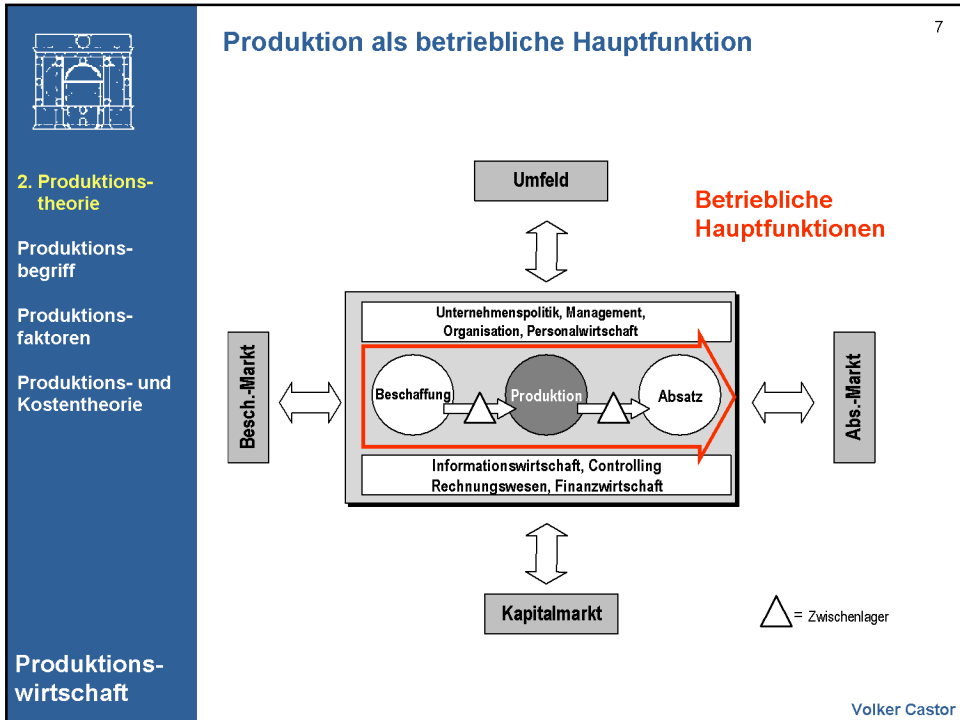 Produktion als betriebliche Hauptfunktion
7
2. Produktions-
theorie
Produktions-
begriff
Produktions-
faktoren
Produktions- und
Kostentheorie
Produktions-
wirtschaft
Umfeld
Betriebliche
Hauptfunktionen
Unternehmenspolitik, Management,
Organisation, Personalwirtschaft
Besch.-Markt
Beschaffung
Produktion
Absatz
Abs.-Markt
Informationswirtschaft, Controlling
Rechnungswesen, Finanzwirtschaft
Kapitalmarkt
= Zwischenlager
Volker Castor